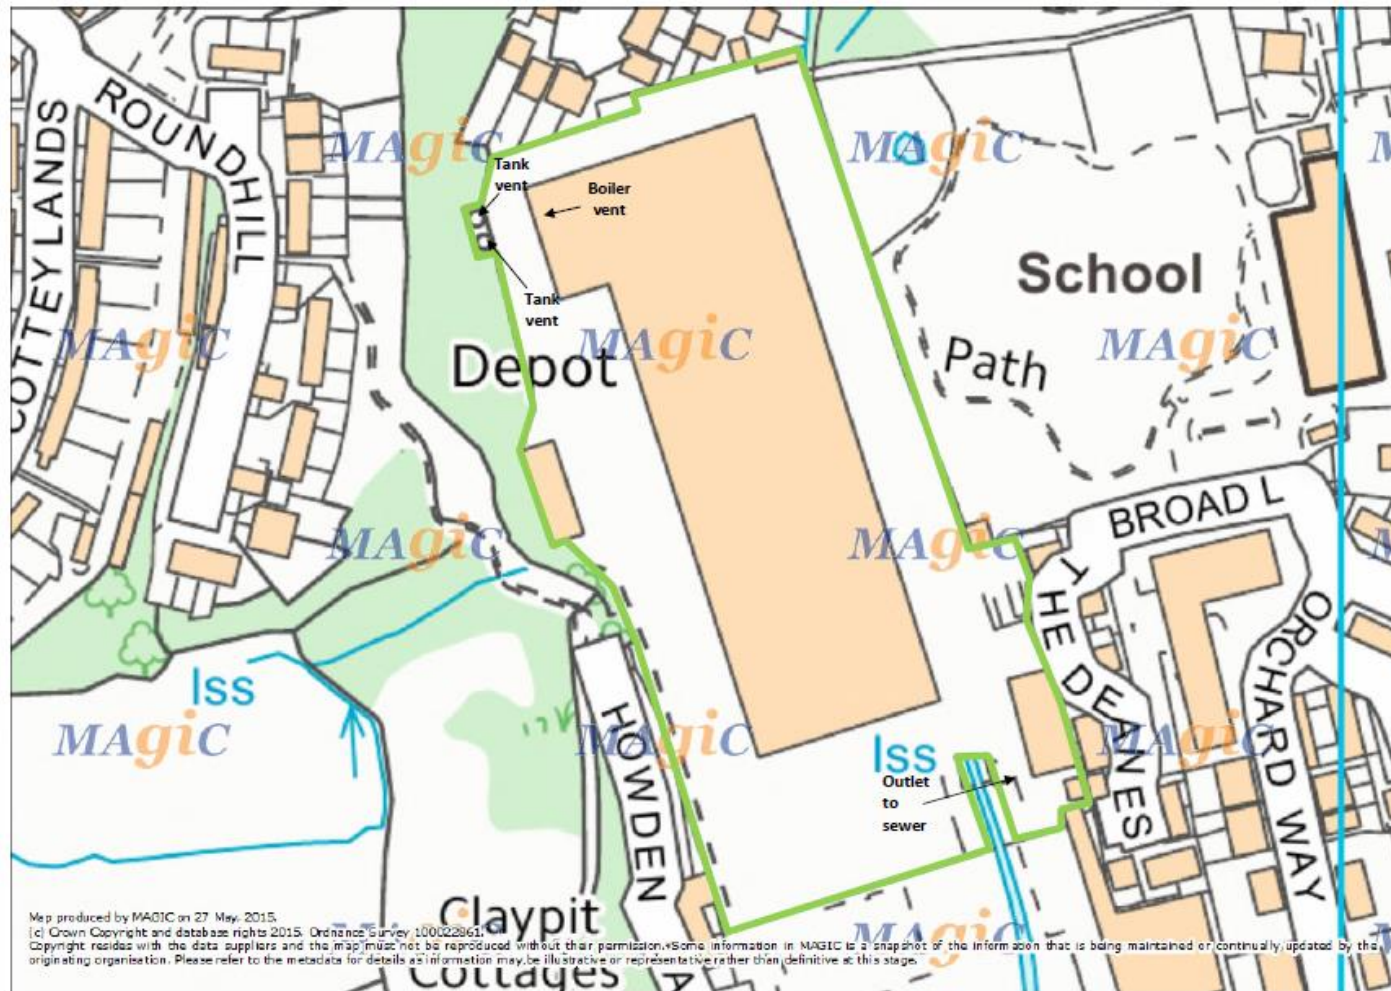 ROUNDHILL
COTTEYLANDS
MAgiC
MAgiC
Tank
vent
Boiler
vent
School
Tank
vent
MAgiC
MAgiC
MAgiC
Depot
Path
BROAD L
MAgiC
MAgiC
THE DEANES
ORCHARD WAY
Iss
MAgiC
MAgiC
MAgiC
HOWDEN
Iss
Outlet
to
sewer
Claypit
Cottages
Map produced by MAGIC on 27 May, 2015.
(c) Crown Copyright and database rights 2015. Ordnance Survey 100022861.
Copyright resides with the data suppliers and the map must not be reproduced without their permission. *Some information in MAGIC is a snapshot of the information that is being maintained or continually updated by the
originating organisation. Please refer to the metadata for details as information may be illustrative or representative rather than definitive at this stage.